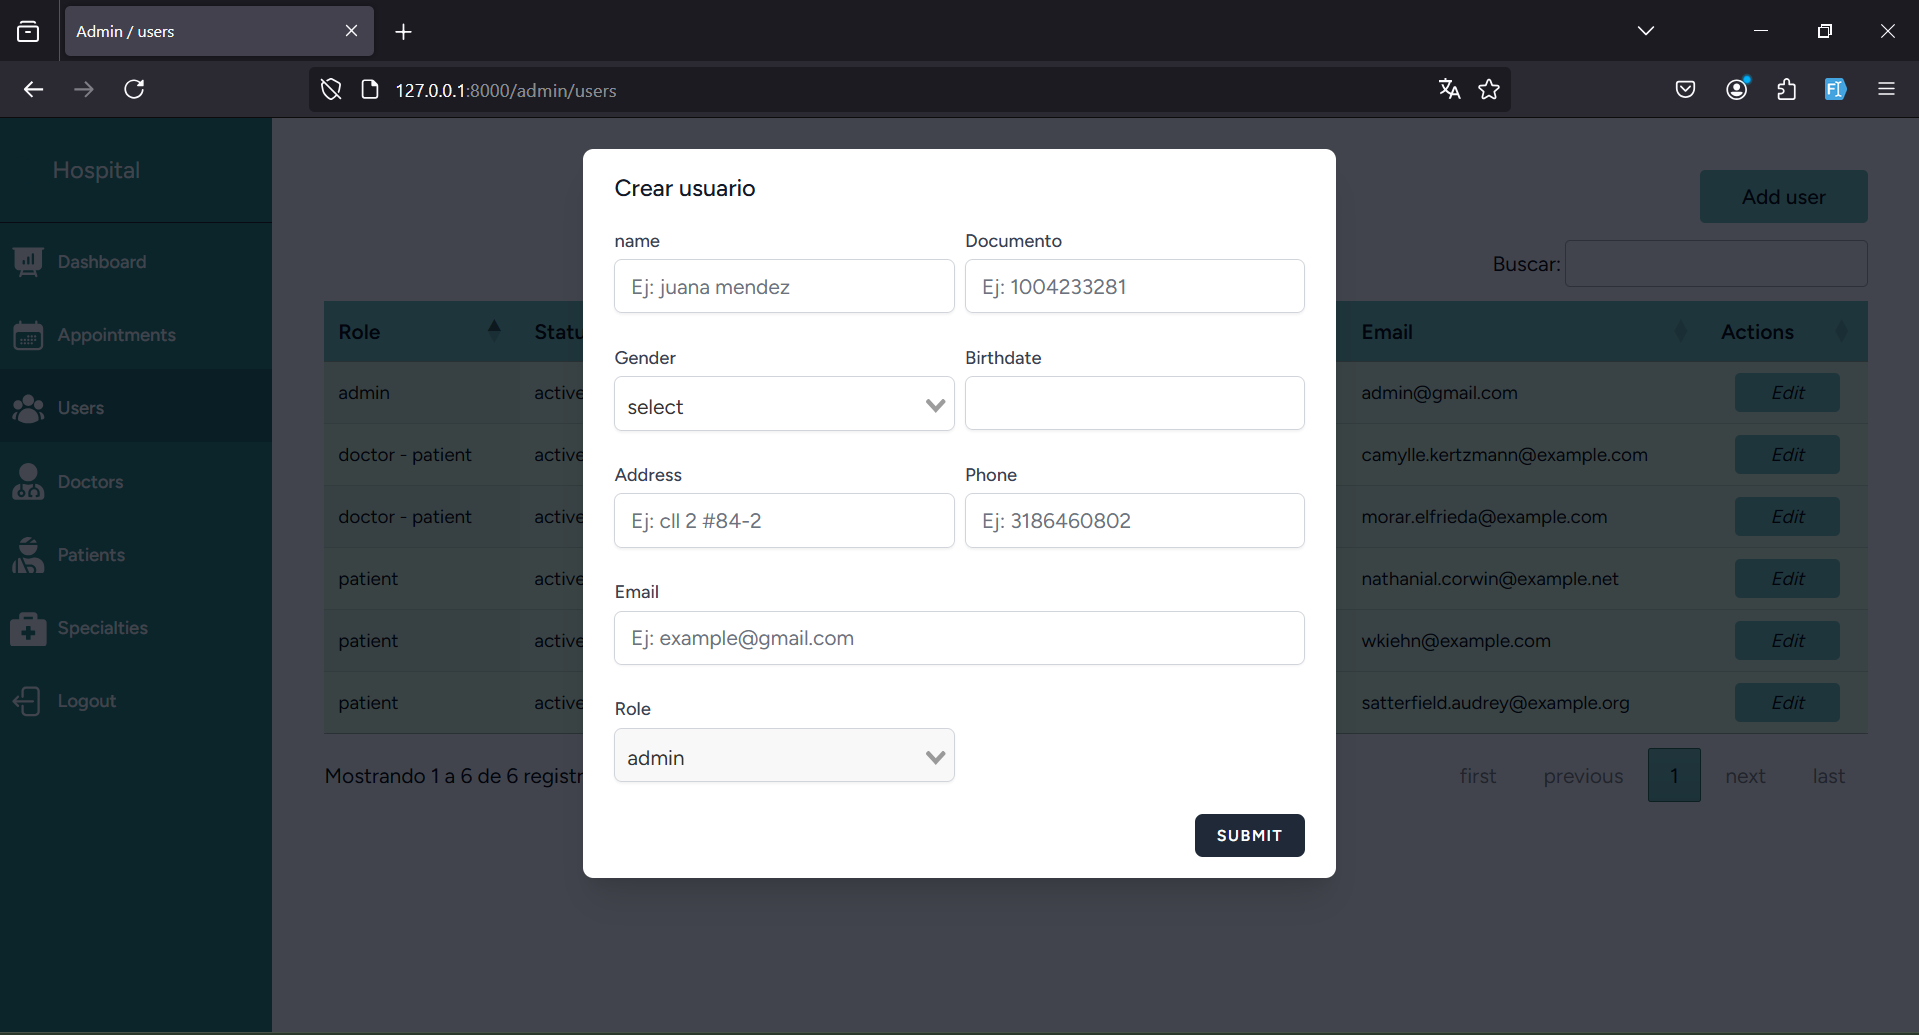 Admin / users
127.0.0.1:8000/admin/users
Hospital
Dashboard
Appointments
Users
Doctors
Patients
Specialties
Logout
Add user
Buscar:
Role Statu Email Actions
admin active admin@gmail.com Edit
doctor - patient active camylle.kertzmann@example.com Edit
doctor - patient active morar.elfrieda@example.com Edit
patient active nathanial.corwin@example.net Edit
patient active wkiehn@example.com Edit
patient active satterfield.audrey@example.org Edit
Mostrando 1 a 6 de 6 registr
first previous 1 next last
Crear usuario
name Documento
Ej: juana mendez Ej: 1004233281
Gender Birthdate
select
Address Phone
Ej: cll 2 #84-2 Ej: 3186460802
Email
Ej: example@gmail.com
Role
admin
SUBMIT